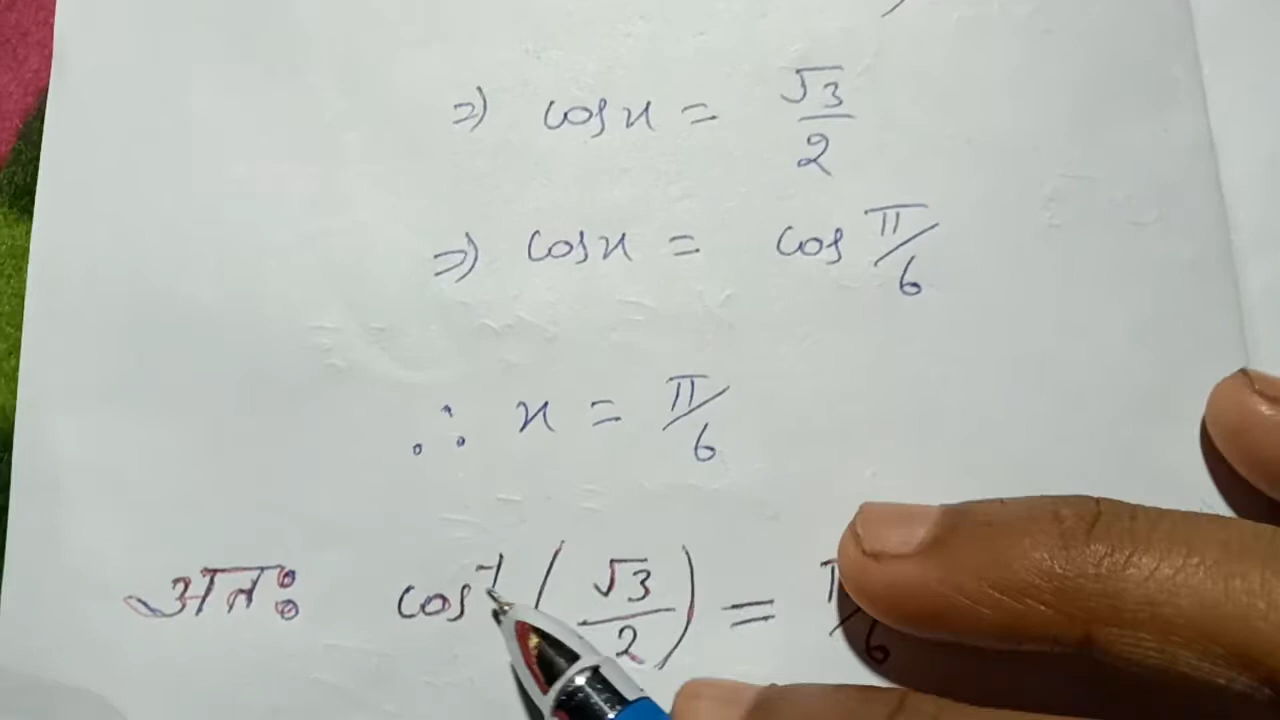 ⇒ cos x = √3/2
⇒ cos x = cos π/6
∴ x = π/6
अतः cos⁻¹(√3/2) = π/6